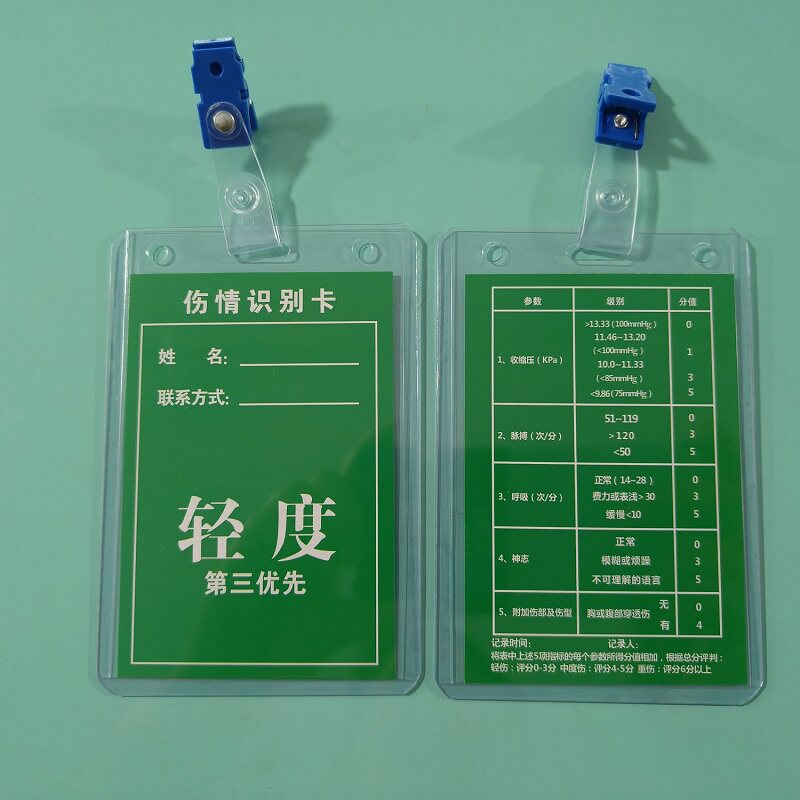 伤情识别卡
姓 名:
联系方式:
轻度
第三优先
参数 级别 分值
1、收缩压（KPa）
>13.33 (100mmHg) 0
11.46~13.20
(<100mmHg) 1
10.0~11.33
(<85mmHg) 3
<9.86 (75mmHg) 5
2、脉搏（次/分）
51~119 0
>120 3
<50 5
3、呼吸（次/分）
正常（14~28） 0
费力或表浅>30 3
缓慢<10 5
4、神志
正常 0
模糊或烦躁 3
不可理解的语言 5
5、附加伤部及伤型 胸或腹部穿透伤
无 0
有 4
记录时间: 记录人:
将表中上述5项指标的每个参数所得分值相加，根据总分评判：
轻伤：评分0-3分 中度伤：评分4-5分 重伤：评分6分以上